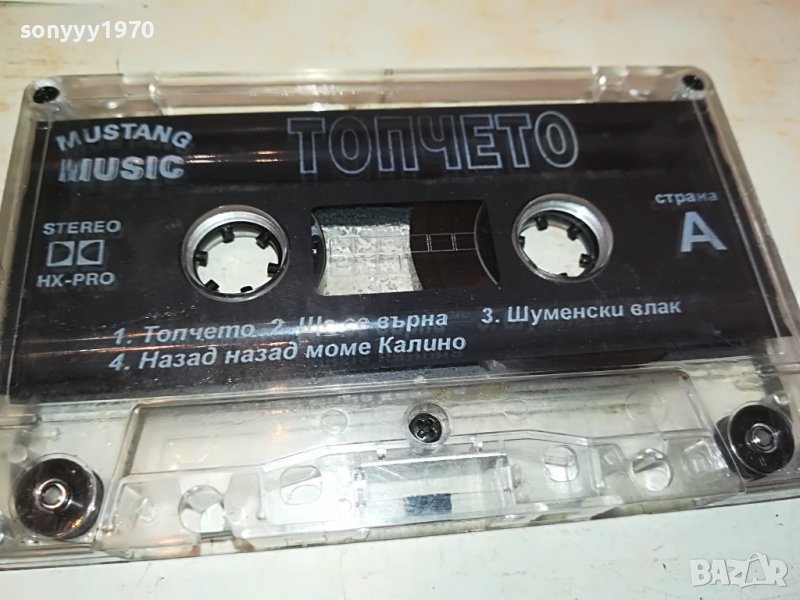 sonyyy1970
MUSTANG
MUSIC
ТОПЧЕТО
STEREO
HX-PRO
страна
A
1. Топчето 2. Ще се върна 3. Шуменски влак
4. Назад назад моме Калино
BAZAR